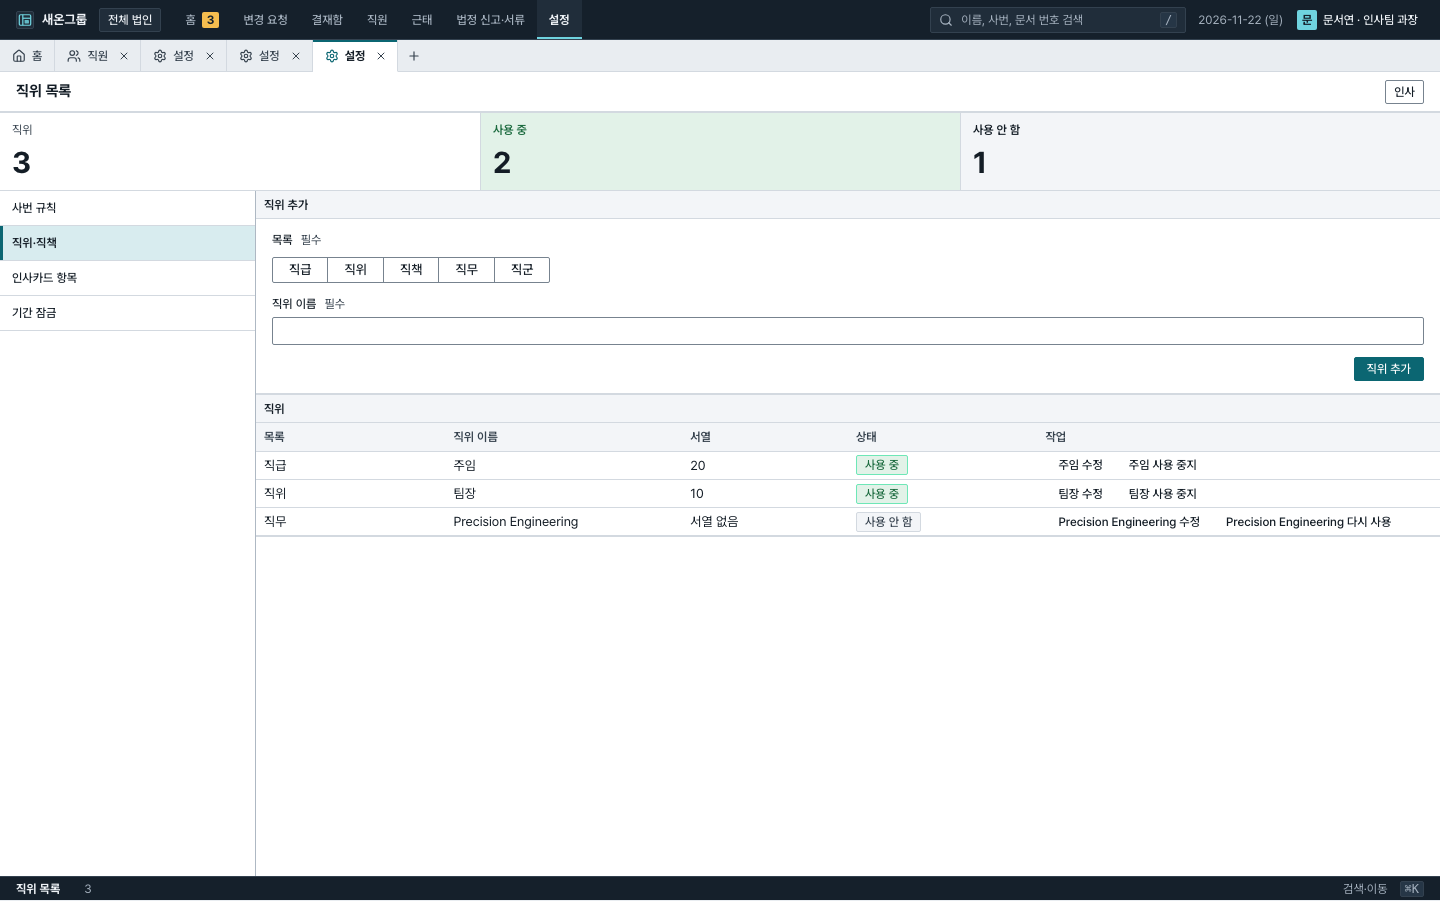 새온그룹 전체 법인 홈 3 변경 요청 결재함 직원 근태 법정 신고·서류 설정 이름, 사번, 문서 번호 검색 / 2026-11-22 (일) 문 문서연 · 인사팀 과장
홈 직원 설정 설정 설정
직위 목록 인사
직위 사용 중 사용 안 함
3 2 1
사번 규칙
직위·직책
인사카드 항목
기간 잠금
직위 추가
목록 필수
직급 직위 직책 직무 직군
직위 이름 필수
직위 추가
직위
목록 직위 이름 서열 상태 작업
직급 주임 20 사용 중 주임 수정 주임 사용 중지
직위 팀장 10 사용 중 팀장 수정 팀장 사용 중지
직무 Precision Engineering 서열 없음 사용 안 함 Precision Engineering 수정 Precision Engineering 다시 사용
직위 목록 3 검색·이동 ⌘K